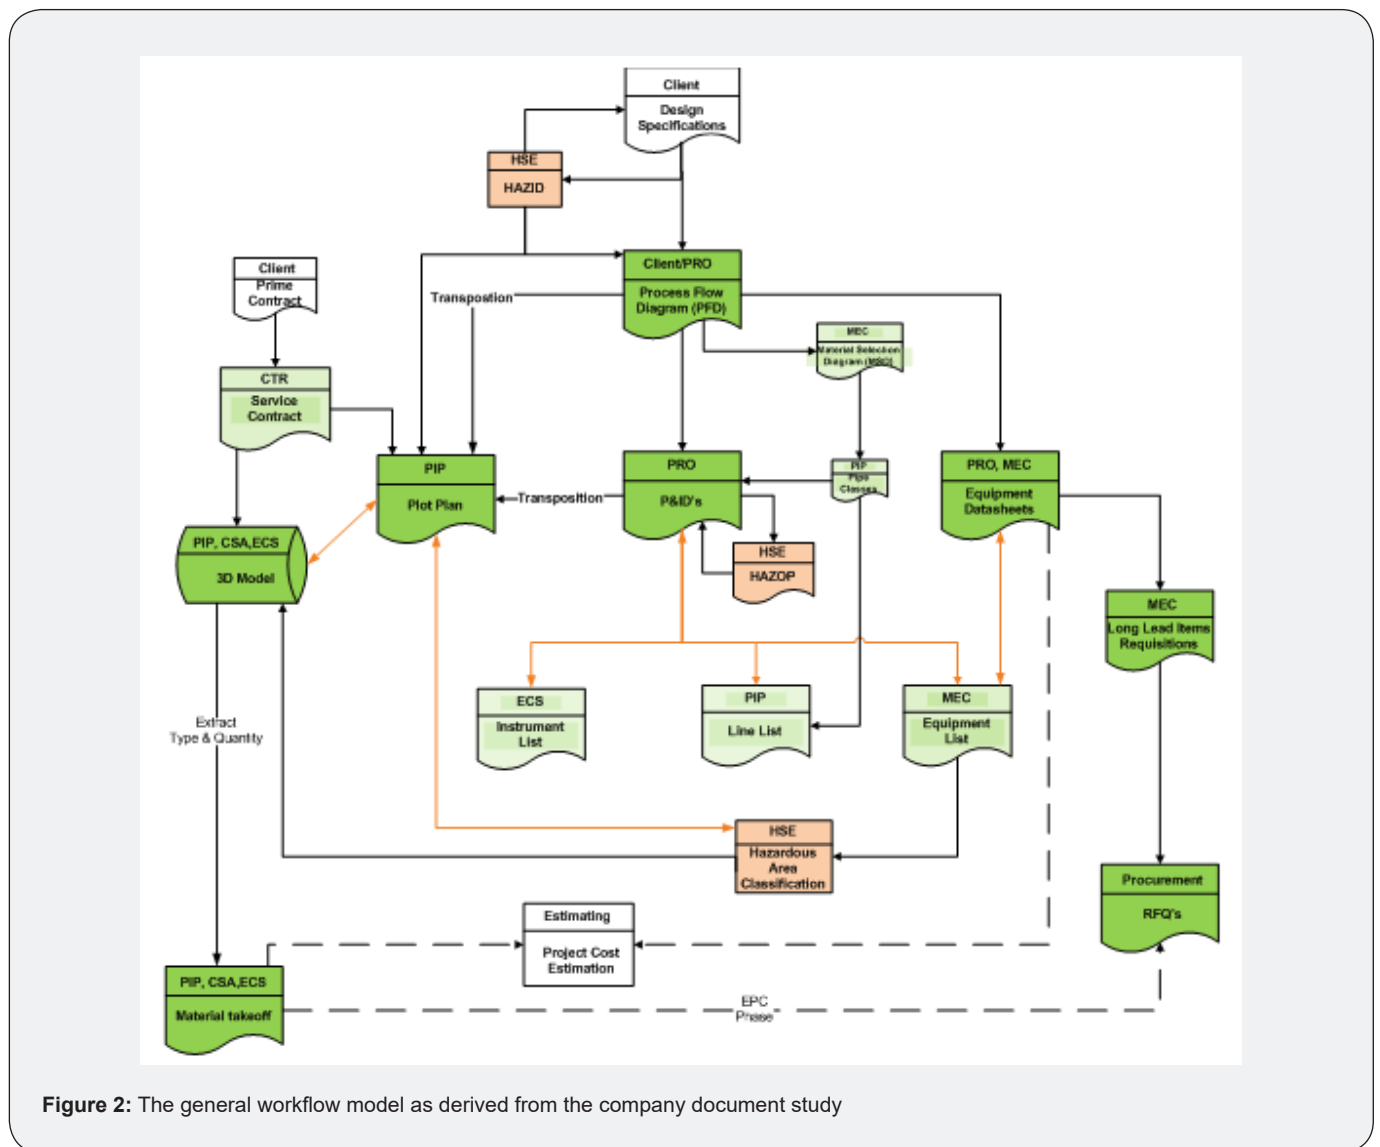 Client
Design
Specifications
HSE
HAZID
Client/PRO
Process Flow
Diagram (PFD)
Client
Prime
Contract
Transpostion
MEC
Material Selection
Diagram (MSD)
CTR
Service
Contract
PIP
Plot Plan
Transposition
PRO
P&ID's
PIP
Pipe
Classes
PRO, MEC
Equipment
Datasheets
PIP, CSA,ECS
3D Model
HSE
HAZOP
MEC
Long Lead Items
Requisitions
ECS
Instrument
List
PIP
Line List
MEC
Equipment
List
Extract
Type & Quantity
HSE
Hazardous
Area
Classification
Procurement
RFQ's
Estimating
Project Cost
Estimation
PIP, CSA,ECS
Material takeoff
EPC
Phase
Figure 2: The general workflow model as derived from the company document study